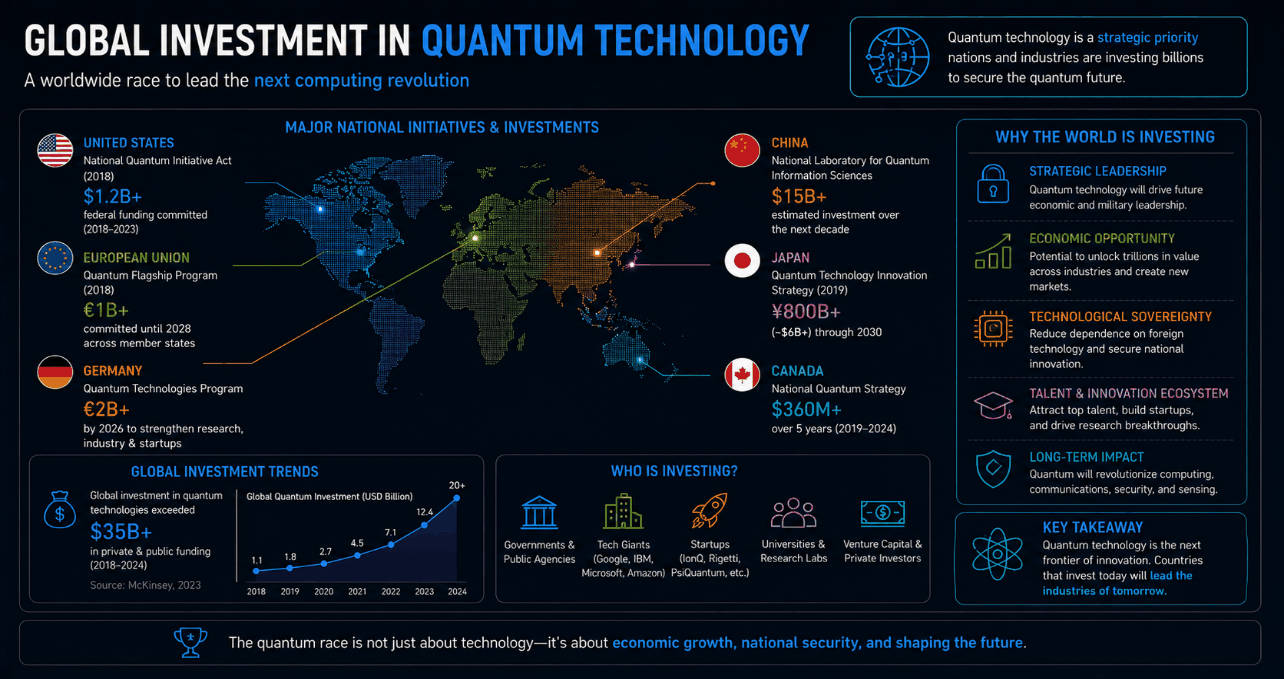 GLOBAL INVESTMENT IN QUANTUM TECHNOLOGY
A worldwide race to lead the next computing revolution
Quantum technology is a strategic priority
nations and industries are investing billions
to secure the quantum future.
MAJOR NATIONAL INITIATIVES & INVESTMENTS
UNITED STATES
National Quantum Initiative Act
(2018)
$1.2B+
federal funding committed
(2018–2023)
EUROPEAN UNION
Quantum Flagship Program
(2018)
€1B+
committed until 2028
across member states
GERMANY
Quantum Technologies Program
€2B+
by 2026 to strengthen research,
industry & startups
CHINA
National Laboratory for Quantum
Information Sciences
$15B+
estimated investment over
the next decade
JAPAN
Quantum Technology Innovation
Strategy (2019)
¥800B+
(~$6B+) through 2030
CANADA
National Quantum Strategy
$360M+
over 5 years (2019–2024)
WHY THE WORLD IS INVESTING
STRATEGIC LEADERSHIP
Quantum technology will drive future
economic and military leadership.
ECONOMIC OPPORTUNITY
Potential to unlock trillions in value
across industries and create new
markets.
TECHNOLOGICAL SOVEREIGNTY
Reduce dependence on foreign
technology and secure national
innovation.
TALENT & INNOVATION ECOSYSTEM
Attract top talent, build startups,
and drive research breakthroughs.
LONG-TERM IMPACT
Quantum will revolutionize computing,
communications, security, and sensing.
GLOBAL INVESTMENT TRENDS
Global investment in quantum
technologies exceeded
$35B+
in private & public funding
(2018–2024)
Source: McKinsey, 2023
Global Quantum Investment (USD Billion)
1.1
1.8
2.7
4.5
7.1
12.4
20+
2018 2019 2020 2021 2022 2023 2024
WHO IS INVESTING?
Governments &
Public Agencies
Tech Giants
(Google, IBM,
Microsoft, Amazon)
Startups
(IonQ, Rigetti,
PsiQuantum, etc.)
Universities &
Research Labs
Venture Capital &
Private Investors
KEY TAKEAWAY
Quantum technology is the next
frontier of innovation. Countries
that invest today will lead the
industries of tomorrow.
The quantum race is not just about technology—it's about economic growth, national security, and shaping the future.